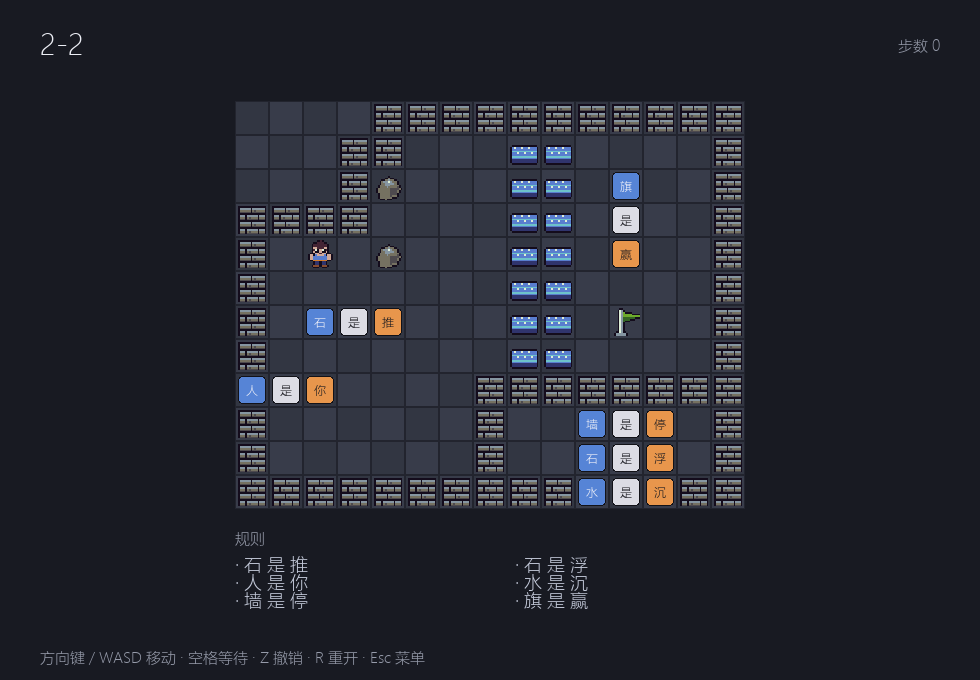 2-2
步数 0
旗
是
赢
石 是 推
人 是 你
墙 是 停
石 是 浮
水 是 沉
规则
· 石 是 推
· 人 是 你
· 墙 是 停
· 石 是 浮
· 水 是 沉
· 旗 是 赢
方向键 / WASD 移动 · 空格等待 · Z 撤销 · R 重开 · Esc 菜单